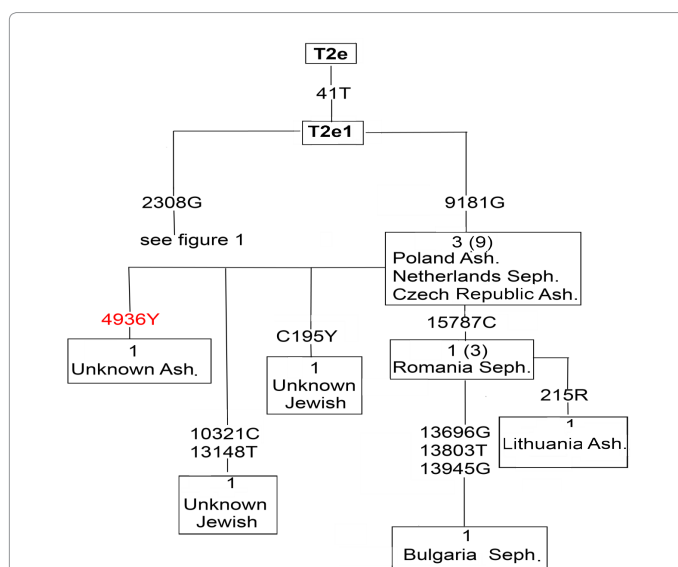 T2e
41T
T2e1
2308G
9181G
see figure 1
3 (9)
Poland Ash.
Netherlands Seph.
Czech Republic Ash.
4936Y
C195Y
15787C
1
Unknown Ash.
1
Unknown
Jewish
1 (3)
Romania Seph.
215R
10321C
13148T
13696G
13803T
13945G
1
Lithuania Ash.
1
Unknown
Jewish
1
Bulgaria Seph.